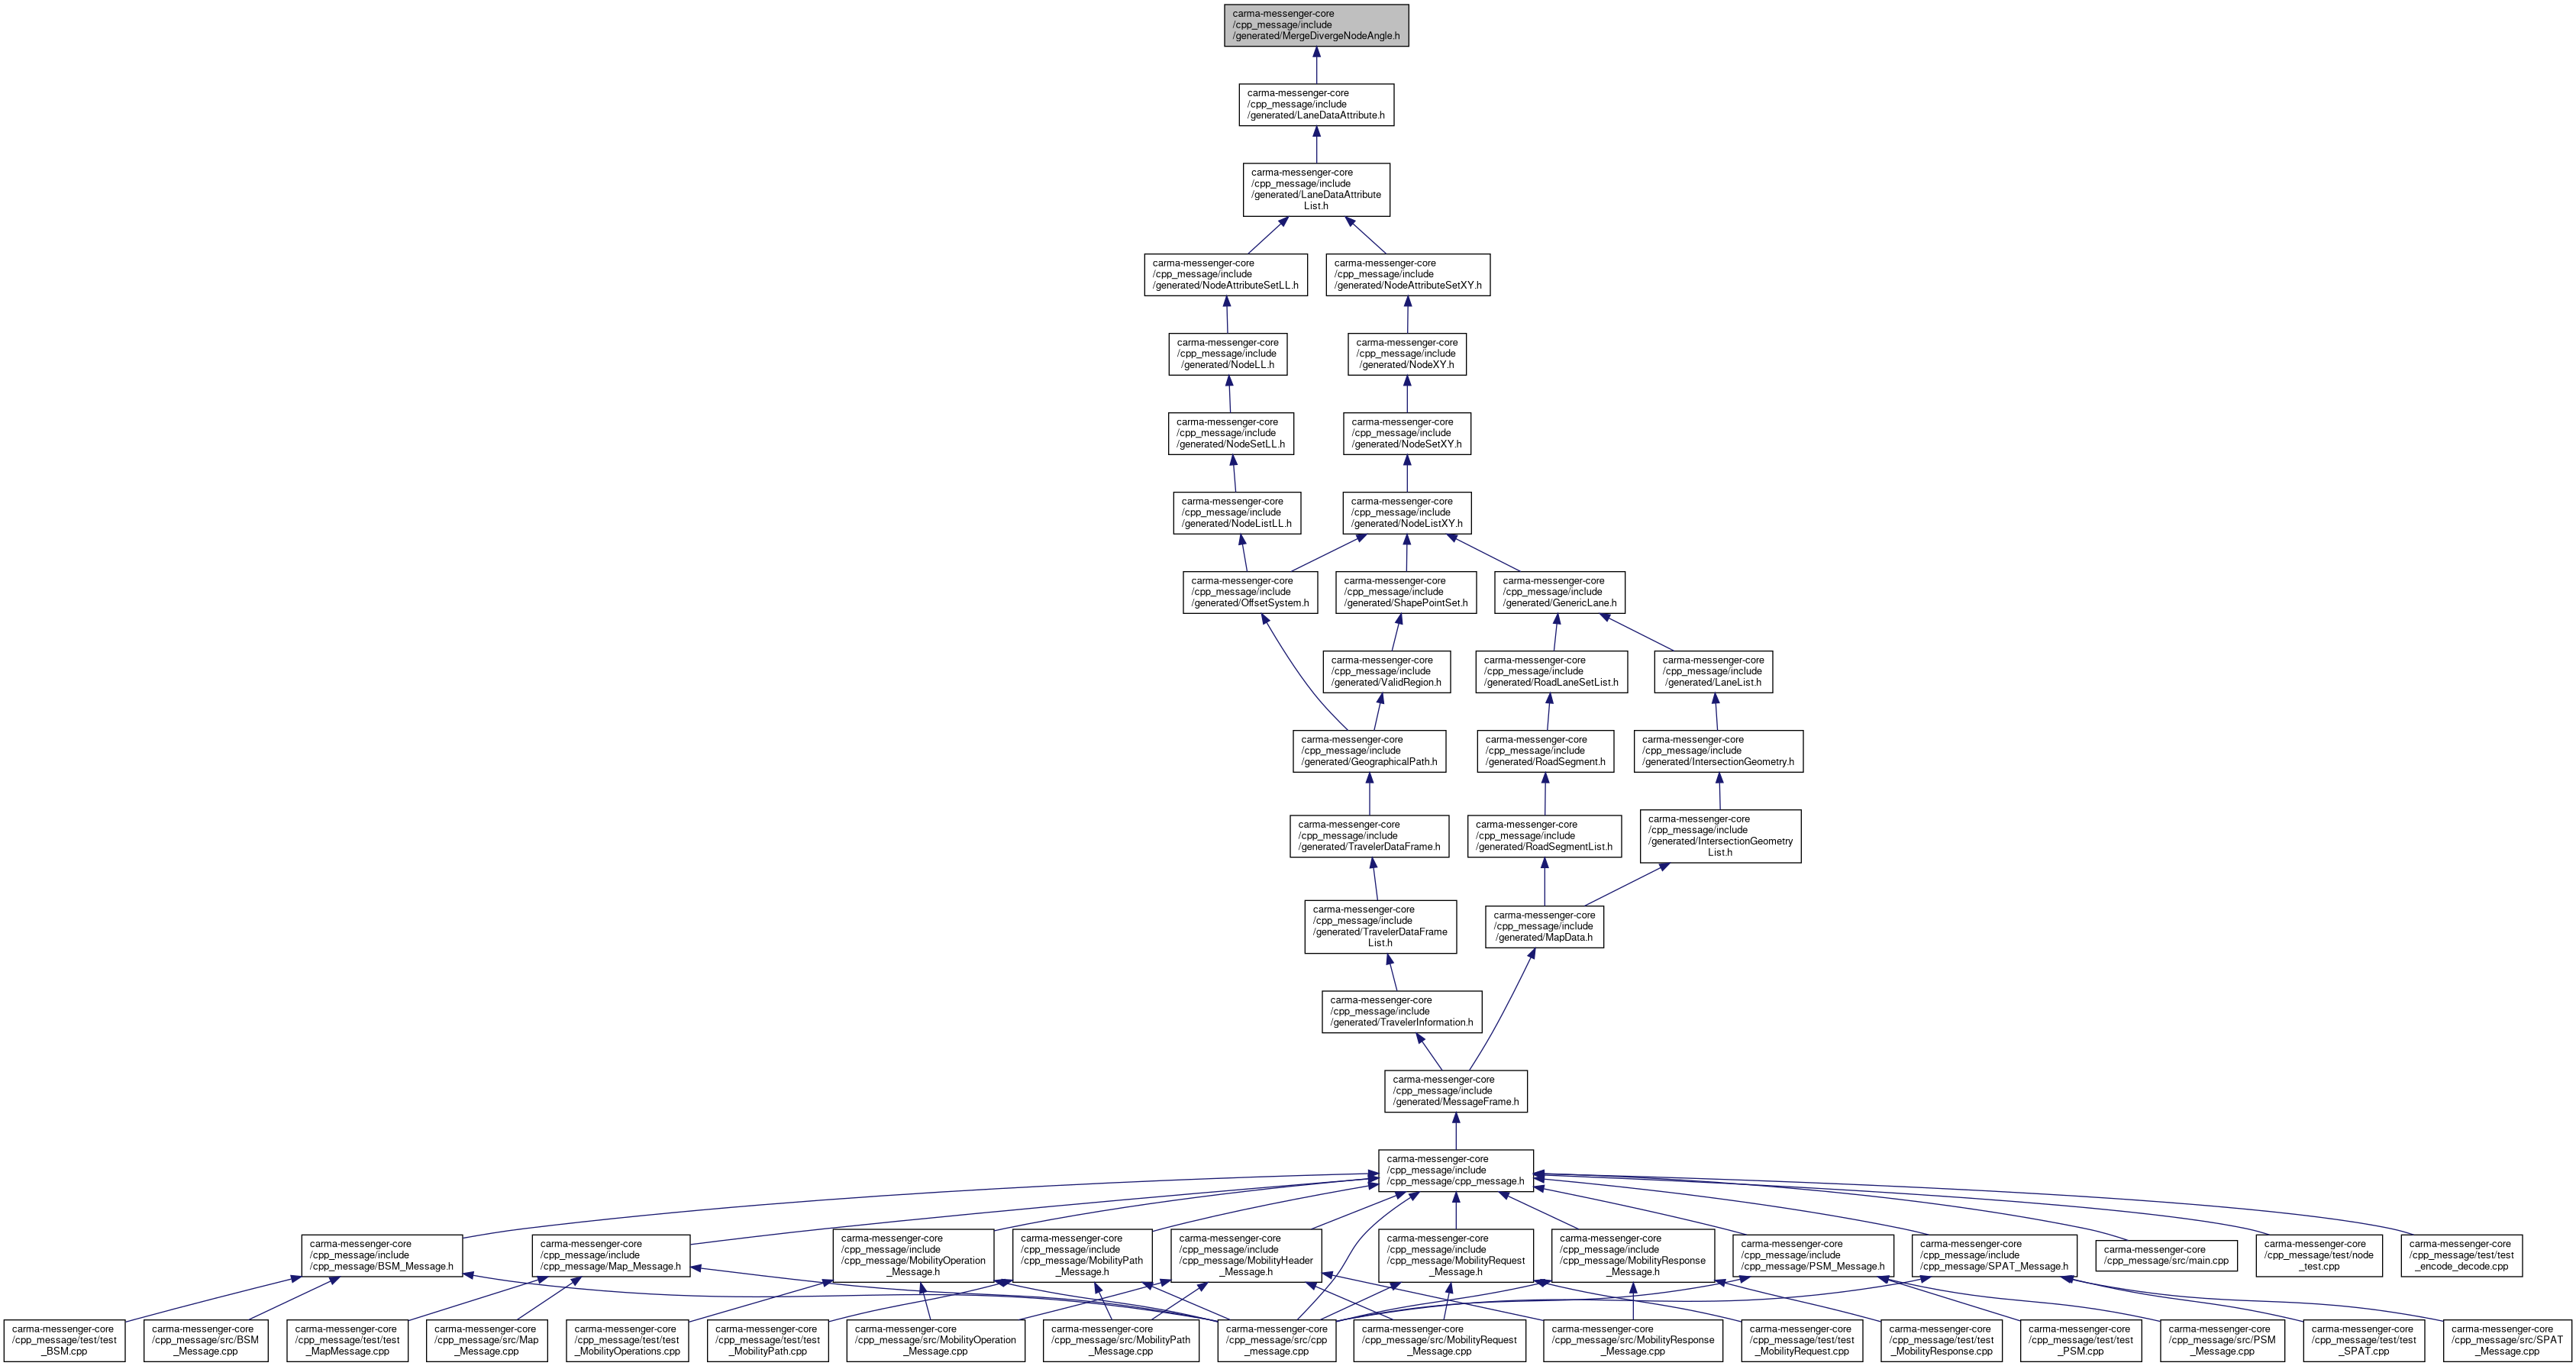 carma-messenger-core
/cpp_message/include
/generated/MergeDivergeNodeAngle.h
carma-messenger-core
/cpp_message/include
/generated/LaneDataAttribute.h
carma-messenger-core
/cpp_message/include
/generated/LaneDataAttribute
List.h
carma-messenger-core
/cpp_message/include
/generated/NodeAttributeSetLL.h
carma-messenger-core
/cpp_message/include
/generated/NodeAttributeSetXY.h
carma-messenger-core
/cpp_message/include
/generated/NodeLL.h
carma-messenger-core
/cpp_message/include
/generated/NodeXY.h
carma-messenger-core
/cpp_message/include
/generated/NodeSetLL.h
carma-messenger-core
/cpp_message/include
/generated/NodeSetXY.h
carma-messenger-core
/cpp_message/include
/generated/NodeListLL.h
carma-messenger-core
/cpp_message/include
/generated/NodeListXY.h
carma-messenger-core
/cpp_message/include
/generated/OffsetSystem.h
carma-messenger-core
/cpp_message/include
/generated/ShapePointSet.h
carma-messenger-core
/cpp_message/include
/generated/GenericLane.h
carma-messenger-core
/cpp_message/include
/generated/ValidRegion.h
carma-messenger-core
/cpp_message/include
/generated/RoadLaneSetList.h
carma-messenger-core
/cpp_message/include
/generated/LaneList.h
carma-messenger-core
/cpp_message/include
/generated/GeographicalPath.h
carma-messenger-core
/cpp_message/include
/generated/RoadSegment.h
carma-messenger-core
/cpp_message/include
/generated/IntersectionGeometry.h
carma-messenger-core
/cpp_message/include
/generated/TravelerDataFrame.h
carma-messenger-core
/cpp_message/include
/generated/RoadSegmentList.h
carma-messenger-core
/cpp_message/include
/generated/IntersectionGeometry
List.h
carma-messenger-core
/cpp_message/include
/generated/TravelerDataFrame
List.h
carma-messenger-core
/cpp_message/include
/generated/MapData.h
carma-messenger-core
/cpp_message/include
/generated/TravelerInformation.h
carma-messenger-core
/cpp_message/include
/generated/MessageFrame.h
carma-messenger-core
/cpp_message/include
/cpp_message/cpp_message.h
carma-messenger-core
/cpp_message/include
/cpp_message/BSM_Message.h
carma-messenger-core
/cpp_message/include
/cpp_message/Map_Message.h
carma-messenger-core
/cpp_message/include
/cpp_message/MobilityOperation
_Message.h
carma-messenger-core
/cpp_message/include
/cpp_message/MobilityPath
_Message.h
carma-messenger-core
/cpp_message/include
/cpp_message/MobilityHeader
_Message.h
carma-messenger-core
/cpp_message/include
/cpp_message/MobilityRequest
_Message.h
carma-messenger-core
/cpp_message/include
/cpp_message/MobilityResponse
_Message.h
carma-messenger-core
/cpp_message/include
/cpp_message/PSM_Message.h
carma-messenger-core
/cpp_message/include
/cpp_message/SPAT_Message.h
carma-messenger-core
/cpp_message/src/main.cpp
carma-messenger-core
/cpp_message/test/node
_test.cpp
carma-messenger-core
/cpp_message/test/test
_encode_decode.cpp
carma-messenger-core
/cpp_message/test/test
_BSM.cpp
carma-messenger-core
/cpp_message/src/BSM
_Message.cpp
carma-messenger-core
/cpp_message/test/test
_MapMessage.cpp
carma-messenger-core
/cpp_message/src/Map
_Message.cpp
carma-messenger-core
/cpp_message/test/test
_MobilityOperations.cpp
carma-messenger-core
/cpp_message/test/test
_MobilityPath.cpp
carma-messenger-core
/cpp_message/src/MobilityOperation
_Message.cpp
carma-messenger-core
/cpp_message/src/MobilityPath
_Message.cpp
carma-messenger-core
/cpp_message/src/cpp
_message.cpp
carma-messenger-core
/cpp_message/src/MobilityRequest
_Message.cpp
carma-messenger-core
/cpp_message/src/MobilityResponse
_Message.cpp
carma-messenger-core
/cpp_message/test/test
_MobilityRequest.cpp
carma-messenger-core
/cpp_message/test/test
_MobilityResponse.cpp
carma-messenger-core
/cpp_message/test/test
_PSM.cpp
carma-messenger-core
/cpp_message/src/PSM
_Message.cpp
carma-messenger-core
/cpp_message/test/test
_SPAT.cpp
carma-messenger-core
/cpp_message/src/SPAT
_Message.cpp